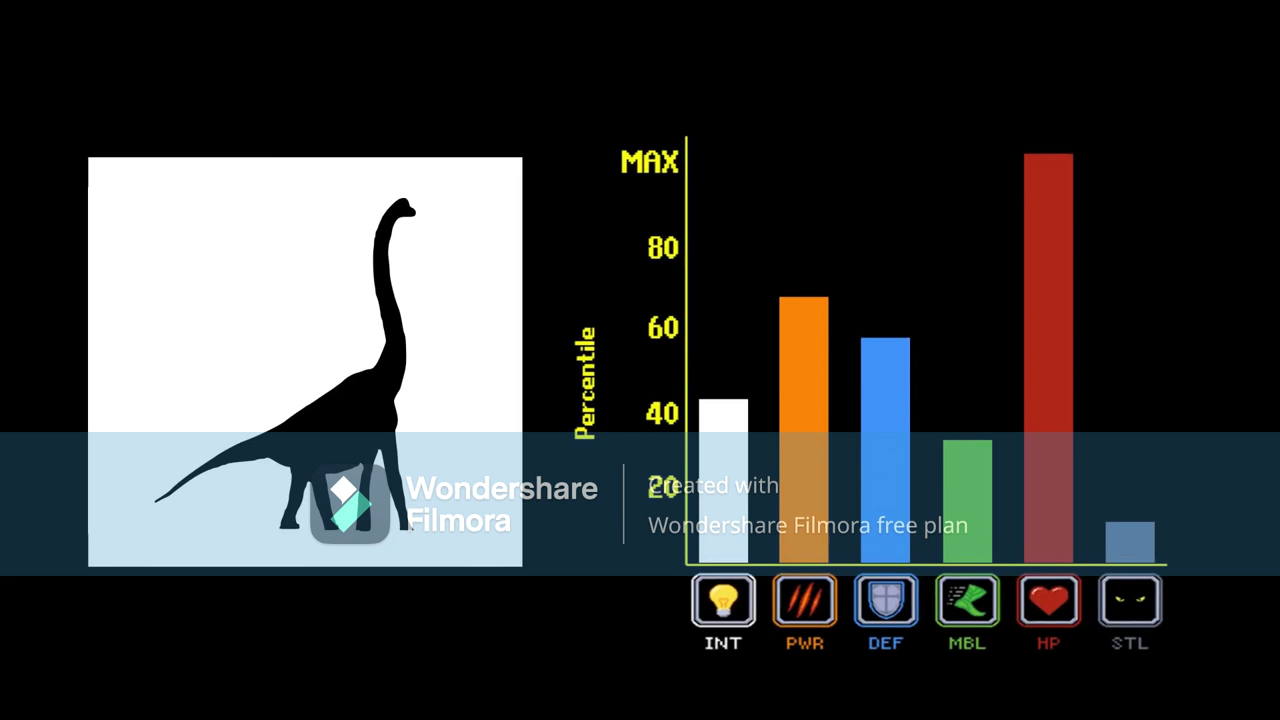 MAX
80
60
40
20
Percentile
Wondershare
Filmora
Created with
Wondershare Filmora free plan
INT
PWR
DEF
MBL
HP
STL